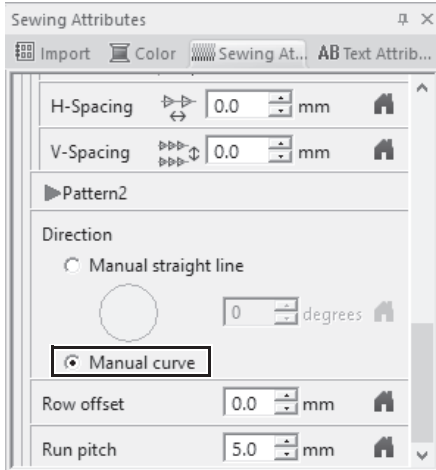 Sewing Attributes
Import Color Sewing At... AB Text Attrib...
H-Spacing 0.0 mm
V-Spacing 0.0 mm
Pattern2
Direction
Manual straight line
0 degrees
Manual curve
Row offset 0.0 mm
Run pitch 5.0 mm